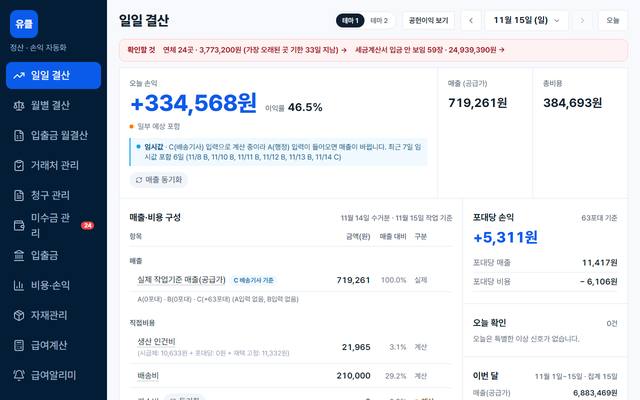 유클
정산 · 손익 자동화
일일 결산
월별 결산
입출금 월결산
거래처 관리
청구 관리
미수금 관리
24
입출금
비용·손익
자재관리
급여계산
급여알리미
일일 결산
테마 1 테마 2
공헌이익 보기
11월 15일 (일)
오늘
확인할 것 연체 24곳 · 3,773,200원 (가장 오래된 곳 기한 33일 지남) → 세금계산서 입금 안 보임 59장 · 24,939,390원 →
오늘 손익
+334,568원 이익률 46.5%
일부 예상 포함
임시값 · C(배송기사) 입력으로 계산 중이라 A(행정) 입력이 들어오면 매출이 바뀝니다. 최근 7일 임
시값 포함 6일 (11/8 B, 11/10 B, 11/11 B, 11/12 B, 11/13 B, 11/14 C)
매출 동기화
매출 (공급가)
719,261원
총비용
384,693원
매출·비용 구성
11월 14일 수거분 · 11월 15일 작업 기준
항목 금액(원) 매출 대비 구분
매출
실제 작업기준 매출(공급가) C 배송기사 기준 719,261 100.0% 실제
A(0포대) · B(0포대) · C(+63포대) (A입력 없음, B입력 없음)
직접비용
생산 인건비 21,965 3.1% 계산
(시급제: 10,633원 + 포대당: 0원 + 재택 고정: 11,332원)
배송비 210,000 29.2% 계산
포대당 손익
63포대 기준
+5,311원
포대당 매출 11,417원
포대당 비용 − 6,106원
오늘 확인 0건
오늘은 특별한 이상 신호가 없습니다.
이번 달 11월 1일~15일 · 집계 15일
매출(공급가) 6,883,469원